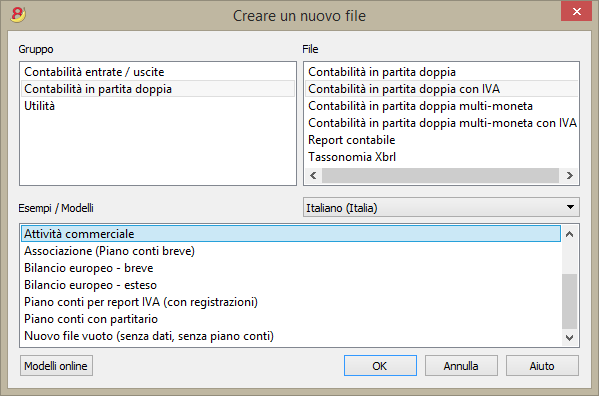 Creare un nuovo file
Gruppo
Contabilità entrate / uscite
Contabilità in partita doppia
Utilità
File
Contabilità in partita doppia
Contabilità in partita doppia con IVA
Contabilità in partita doppia multi-moneta
Contabilità in partita doppia multi-moneta con IVA
Report contabile
Tassonomia Xbrl
Esempi / Modelli
Italiano (Italia)
Attività commerciale
Associazione (Piano conti breve)
Bilancio europeo - breve
Bilancio europeo - esteso
Piano conti per report IVA (con registrazioni)
Piano conti con partitario
Nuovo file vuoto (senza dati, senza piano conti)
Modelli online
OK
Annulla
Aiuto